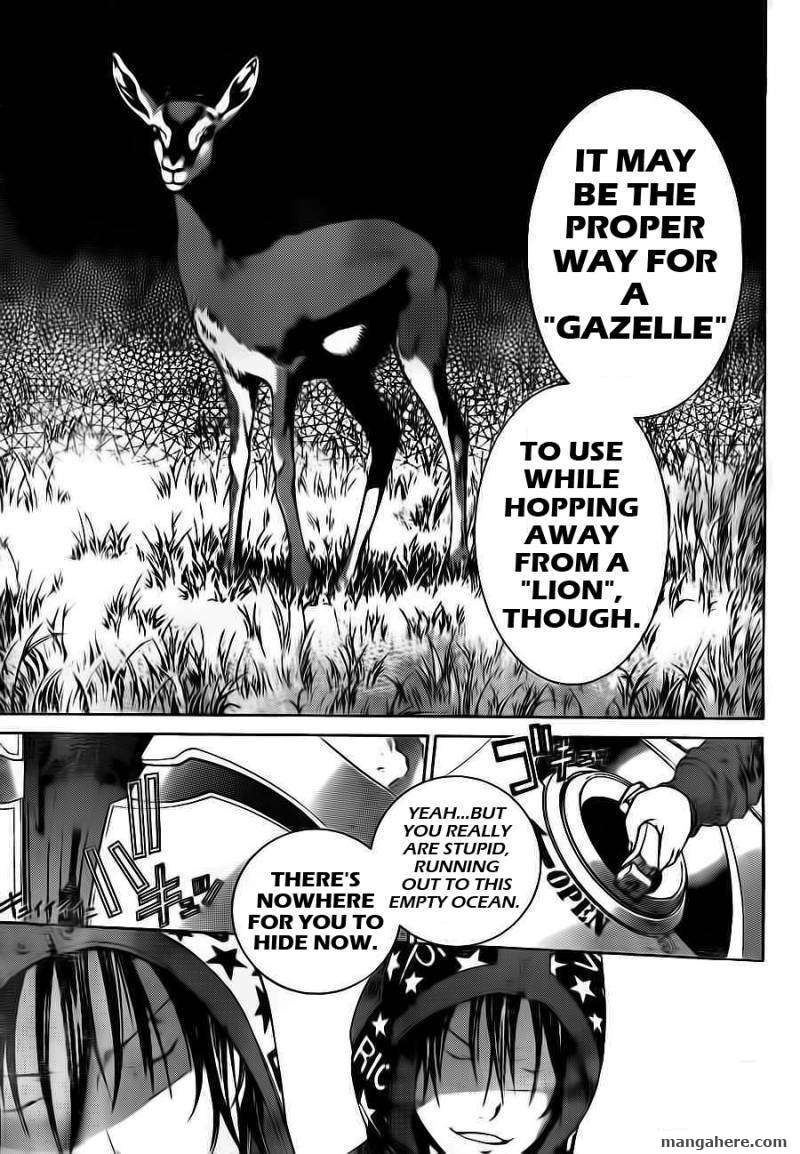 IT MAY
BE THE
PROPER
WAY FOR
A
"GAZELLE"
TO USE
WHILE
HOPPING
AWAY
FROM A
"LION",
THOUGH.
YEAH...BUT
YOU REALLY
ARE STUPID,
RUNNING
OUT TO THIS
EMPTY OCEAN.
OPEN
THERE'S
NOWHERE
FOR YOU TO
HIDE NOW.
RIC
mangahere.com